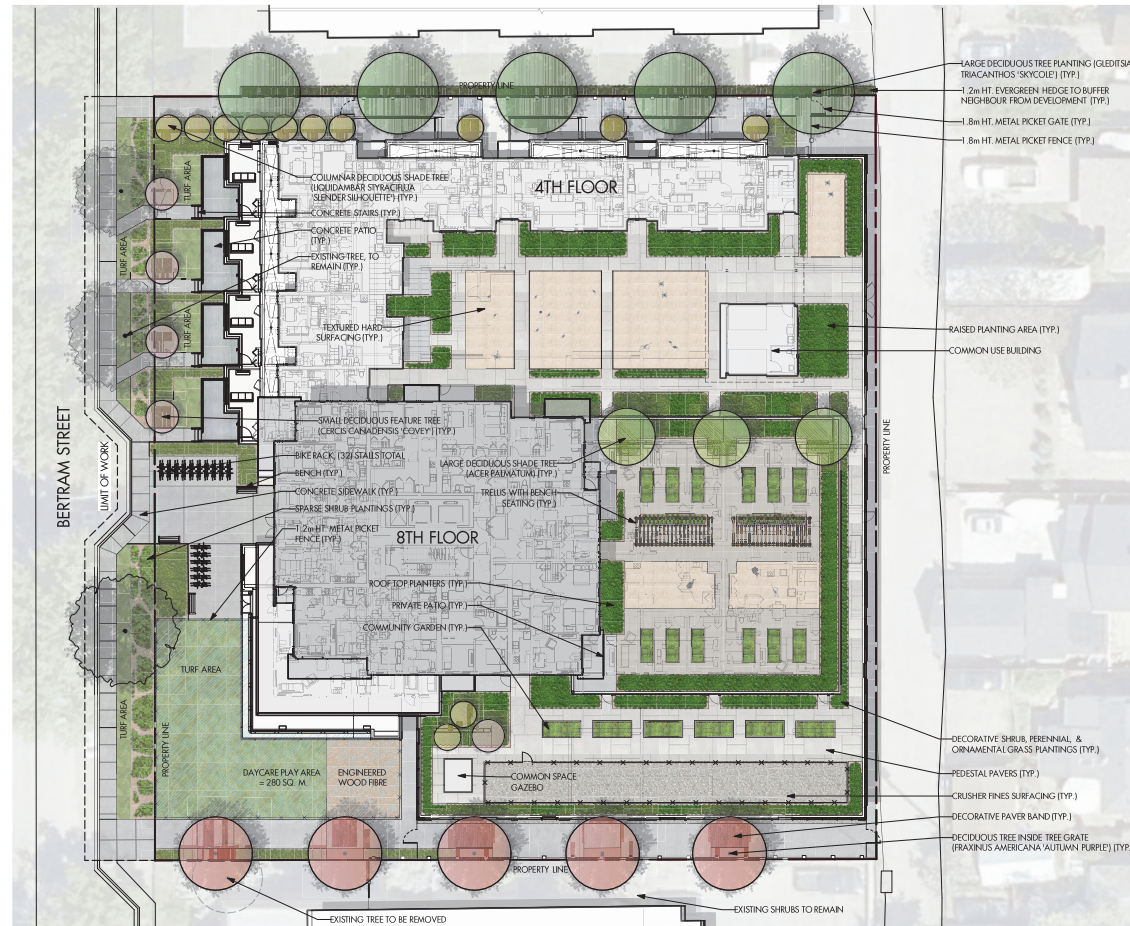 PROPERTY LINE
LARGE DECIDUOUS TREE PLANTING (GLEDITSIA
TRIACANTHOS 'SKYCOLE') (TYP.)
1.2m HT. EVERGREEN HEDGE TO BUFFER
NEIGHBOUR FROM DEVELOPMENT (TYP.)
1.8m HT. METAL PICKET GATE (TYP.)
1.8m HT. METAL PICKET FENCE (TYP.)
COLUMNAR DECIDUOUS SHADE TREE
(LIQUIDAMBAR STYRACIFLUA
'SLENDER SILHOUETTE') (TYP.)
CONCRETE STAIRS (TYP.)
CONCRETE PATIO
(TYP.)
EXISTING TREE, TO
REMAIN (TYP.)
4TH FLOOR
TURF AREA
TURF AREA
TURF AREA
TEXTURED HARD
SURFACING (TYP.)
RAISED PLANTING AREA (TYP.)
COMMON USE BUILDING
SMALL DECIDUOUS FEATURE TREE
(CERCIS CANADENSIS 'COVEY') (TYP.)
BIKE RACK, (32) STALLS TOTAL
BENCH (TYP.)
CONCRETE SIDEWALK (TYP.)
SPARSE SHRUB PLANTINGS (TYP.)
1.2m HT. METAL PICKET
FENCE (TYP.)
LARGE DECIDUOUS SHADE TREE
(ACER PALMATUM) (TYP.)
TRELLIS WITH BENCH
SEATING (TYP.)
8TH FLOOR
ROOF TOP PLANTERS (TYP.)
PRIVATE PATIO (TYP.)
COMMUNITY GARDEN (TYP.)
BERTRAM STREET
LIMIT OF WORK
PROPERTY LINE
TURF AREA
TURF AREA
PROPERTY LINE
DAYCARE PLAY AREA
= 280 SQ. M.
ENGINEERED
WOOD FIBRE
COMMON SPACE
GAZEBO
DECORATIVE SHRUB, PERENNIAL, &
ORNAMENTAL GRASS PLANTINGS (TYP.)
PEDESTAL PAVERS (TYP.)
CRUSHER FINES SURFACING (TYP.)
DECORATIVE PAVER BAND (TYP.)
DECIDUOUS TREE INSIDE TREE GRATE
(FRAXINUS AMERICANA 'AUTUMN PURPLE') (TYP.
PROPERTY LINE
EXISTING SHRUBS TO REMAIN
EXISTING TREE TO BE REMOVED